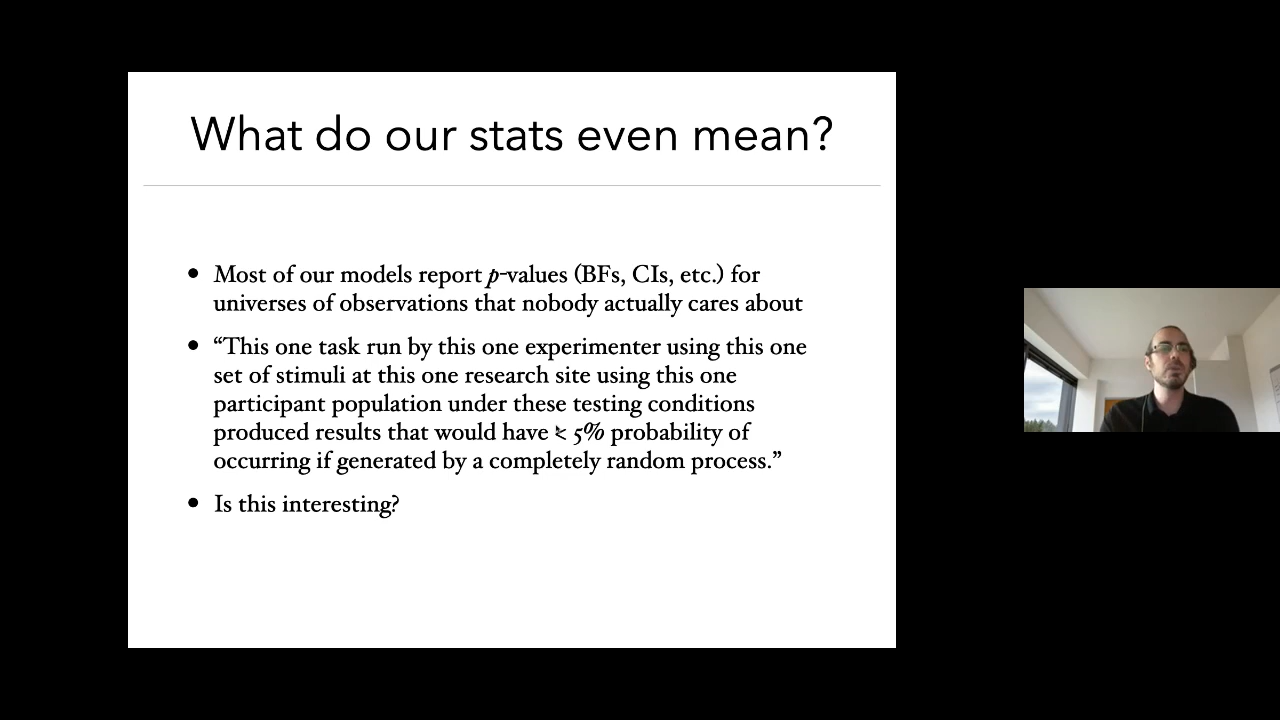 What do our stats even mean?
• Most of our models report p-values (BFs, CIs, etc.) for
universes of observations that nobody actually cares about
• “This one task run by this one experimenter using this one
set of stimuli at this one research site using this one
participant population under these testing conditions
produced results that would have < 5% probability of
occurring if generated by a completely random process.”
• Is this interesting?